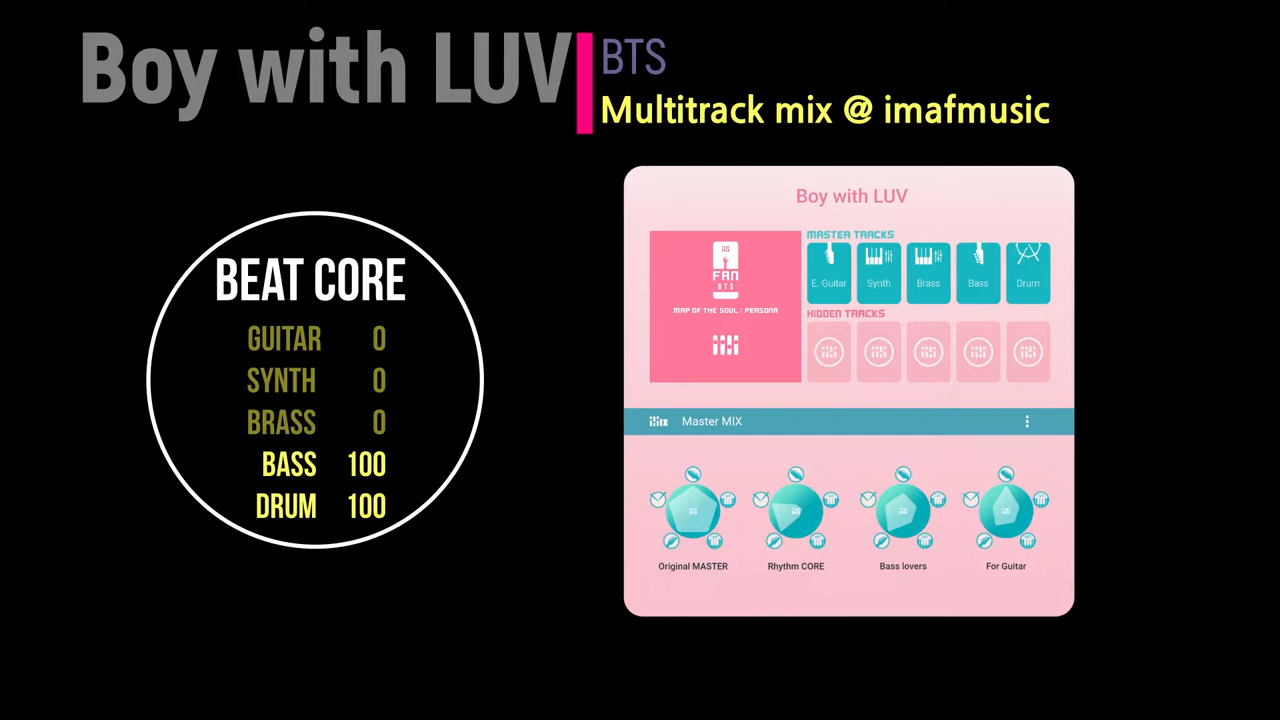 Boy with LUV
BTS
Multitrack mix @ imafmusic
BEAT CORE
GUITAR 0
SYNTH 0
BRASS 0
BASS 100
DRUM 100
Boy with LUV
FAN
BTS
MAP OF THE SOUL : PERSONA
MASTER TRACKS
E. Guitar Synth Brass Bass Drum
HIDDEN TRACKS
Master MIX
Original MASTER Rhythm CORE Bass lovers For Guitar